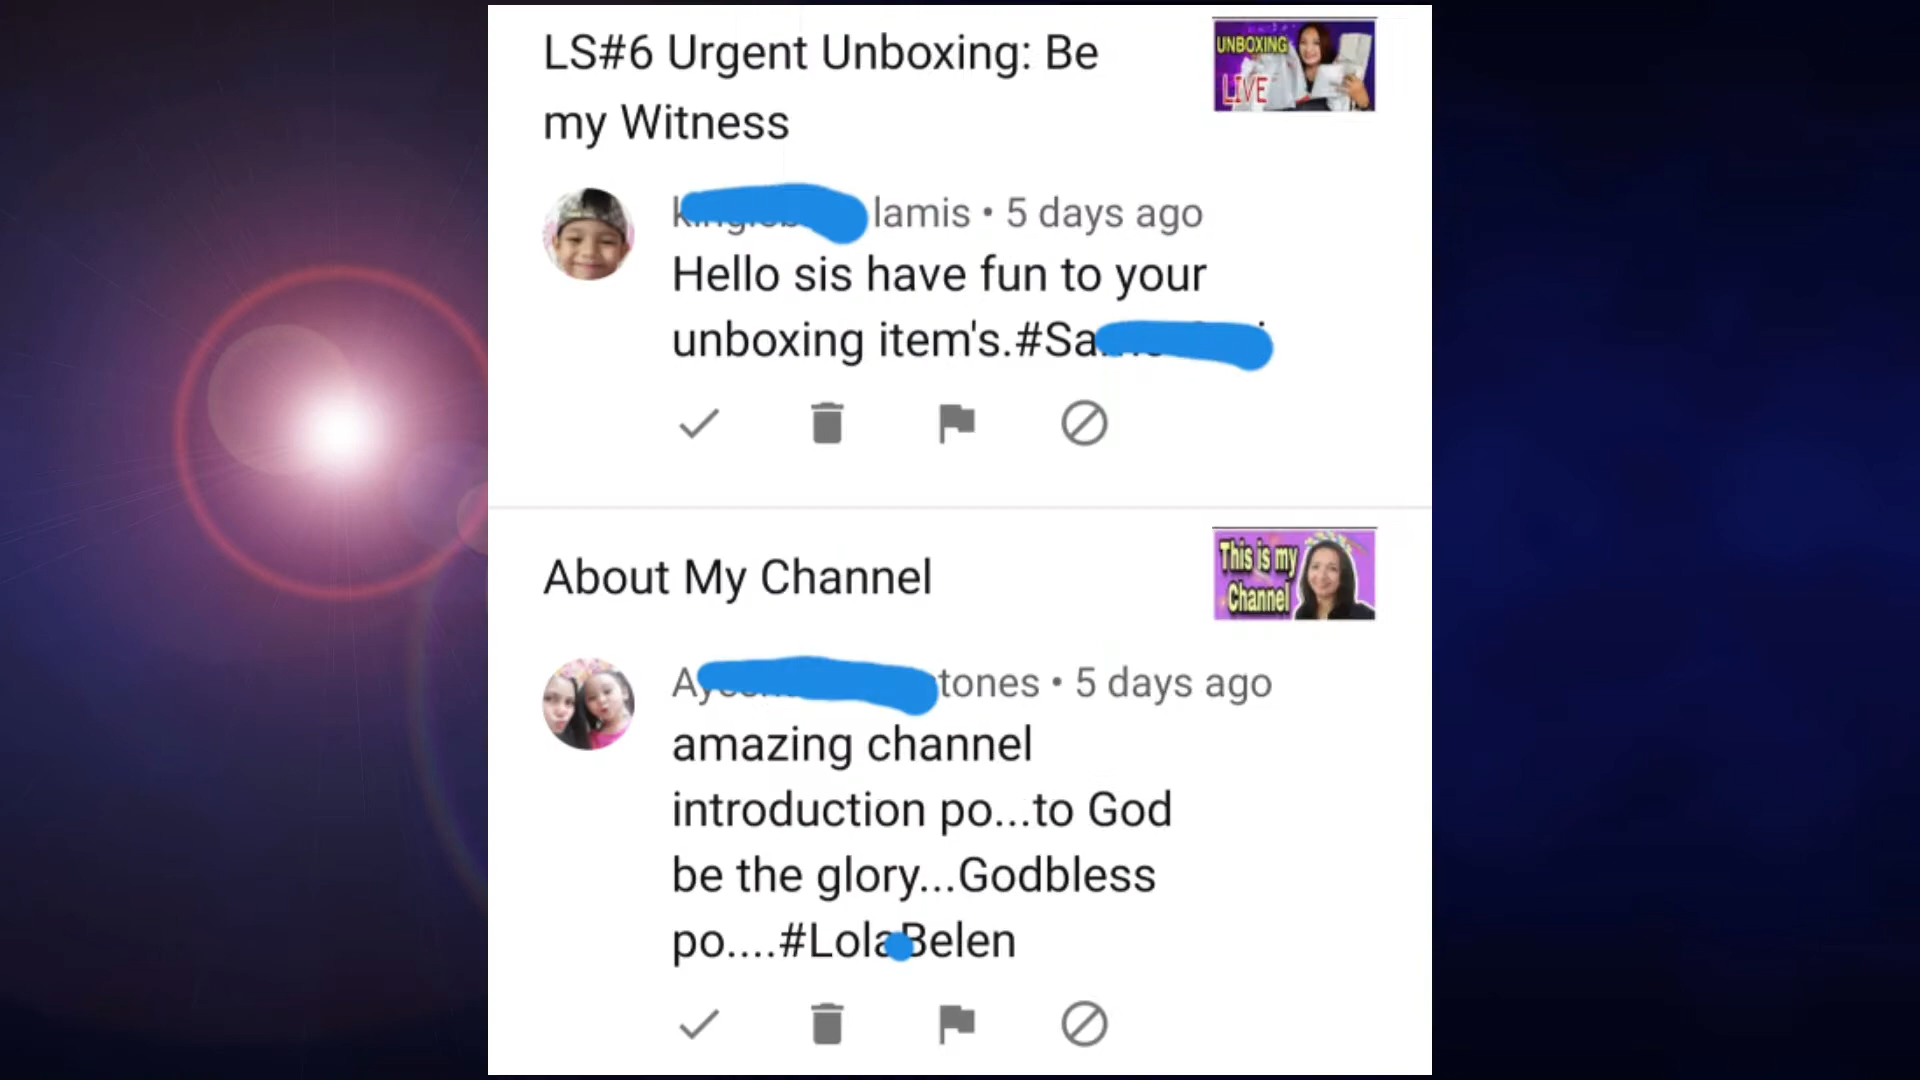 LS#6 Urgent Unboxing: Be
my Witness
UNBOXING
LIVE
lamis • 5 days ago
Hello sis have fun to your
unboxing item's.#Sa
About My Channel
This is my
Channel
tones • 5 days ago
amazing channel
introduction po...to God
be the glory...Godbless
po....#LolaBelen